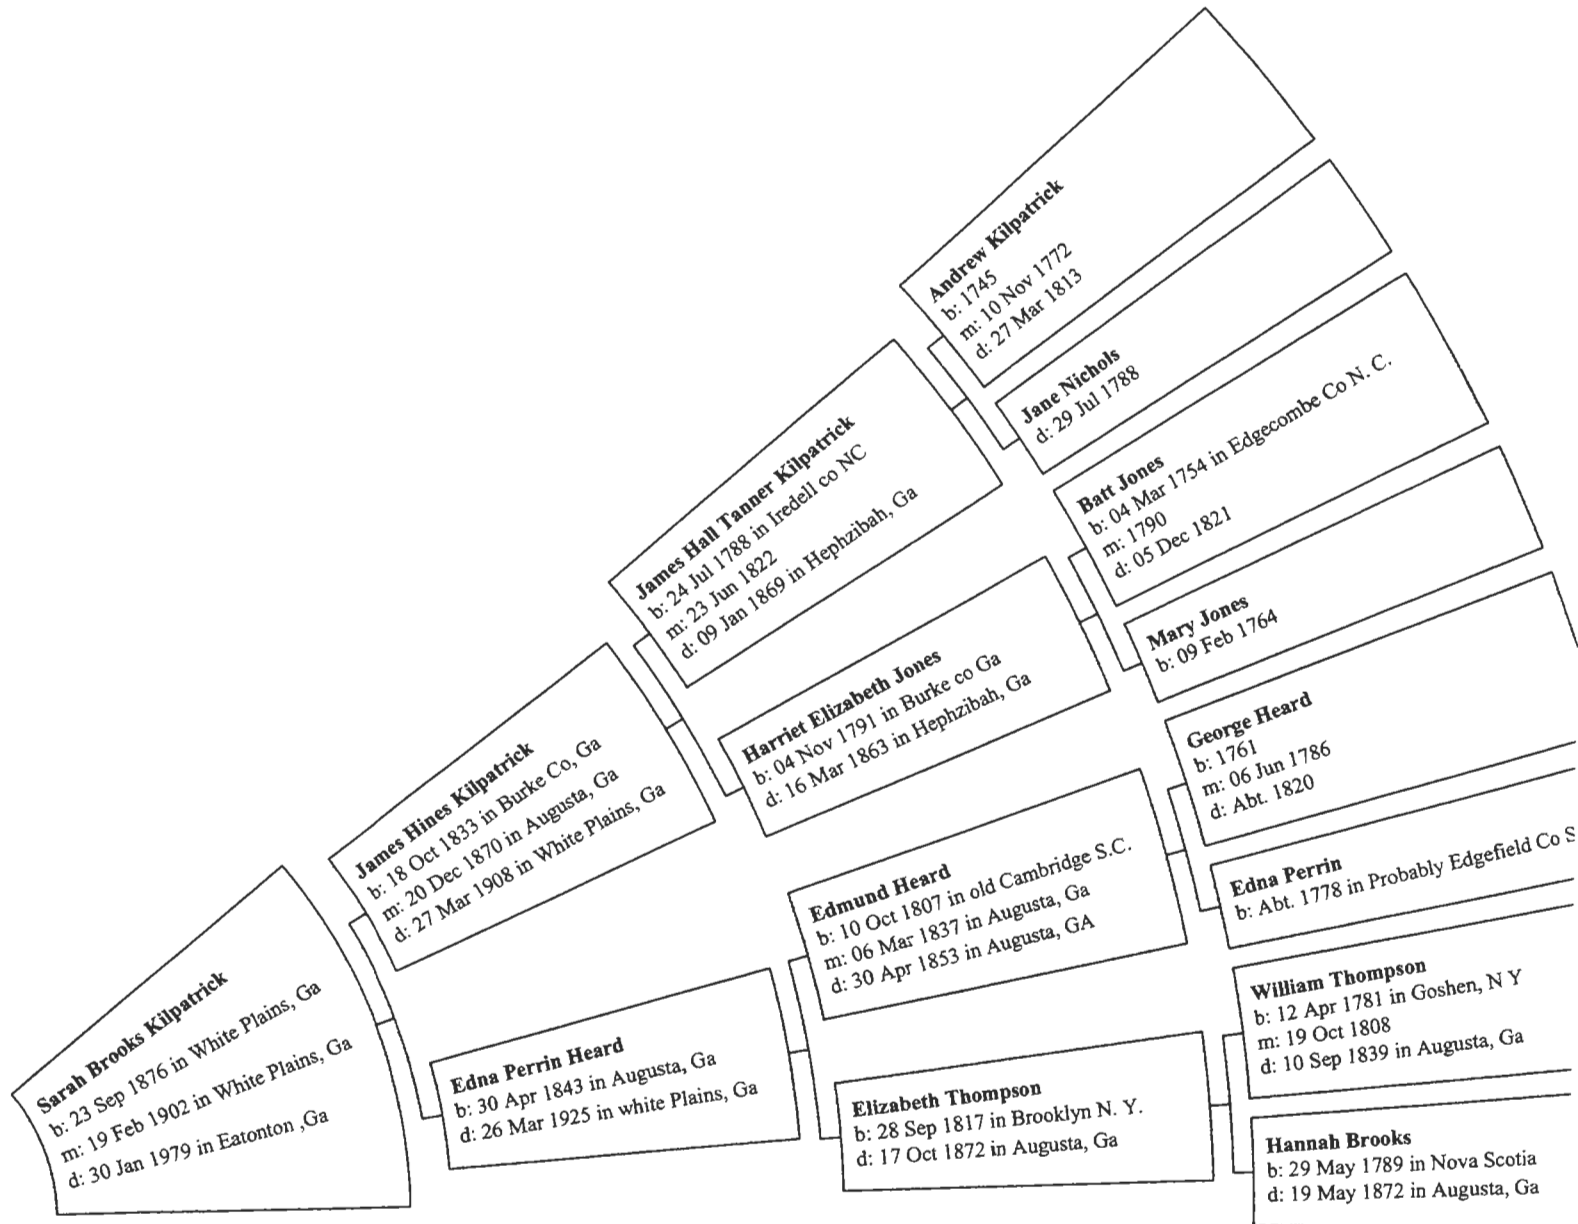 Andrew Kilpatrick
b: 1745
m: 10 Nov 1772
d: 27 Mar 1813
Jane Nichols
d: 29 Jul 1788
Batt Jones
b: 04 Mar 1754 in Edgecombe Co N. C.
m: 1790
d: 05 Dec 1821
Mary Jones
b: 09 Feb 1764
George Heard
b: 1761
m: 06 Jun 1786
d: Abt. 1820
Edna Perrin
b: Abt. 1778 in Probably Edgefield Co S
William Thompson
b: 12 Apr 1781 in Goshen, N Y
m: 19 Oct 1808
d: 10 Sep 1839 in Augusta, Ga
Hannah Brooks
b: 29 May 1789 in Nova Scotia
d: 19 May 1872 in Augusta, Ga
James Hall Tanner Kilpatrick
b: 24 Jul 1788 in Iredell co NC
m: 23 Jun 1822
d: 09 Jan 1869 in Hephzibah, Ga
Harriet Elizabeth Jones
b: 04 Nov 1791 in Burke co Ga
d: 16 Mar 1863 in Hephzibah, Ga
Edmund Heard
b: 10 Oct 1807 in old Cambridge S.C.
m: 06 Mar 1837 in Augusta, Ga
d: 30 Apr 1853 in Augusta, GA
Elizabeth Thompson
b: 28 Sep 1817 in Brooklyn N. Y.
d: 17 Oct 1872 in Augusta, Ga
James Hines Kilpatrick
b: 18 Oct 1833 in Burke Co, Ga
m: 20 Dec 1870 in Augusta, Ga
d: 27 Mar 1908 in White Plains, Ga
Edna Perrin Heard
b: 30 Apr 1843 in Augusta, Ga
d: 26 Mar 1925 in white Plains, Ga
Sarah Brooks Kilpatrick
b: 23 Sep 1876 in White Plains, Ga
m: 19 Feb 1902 in White Plains, Ga
d: 30 Jan 1979 in Eatonton ,Ga